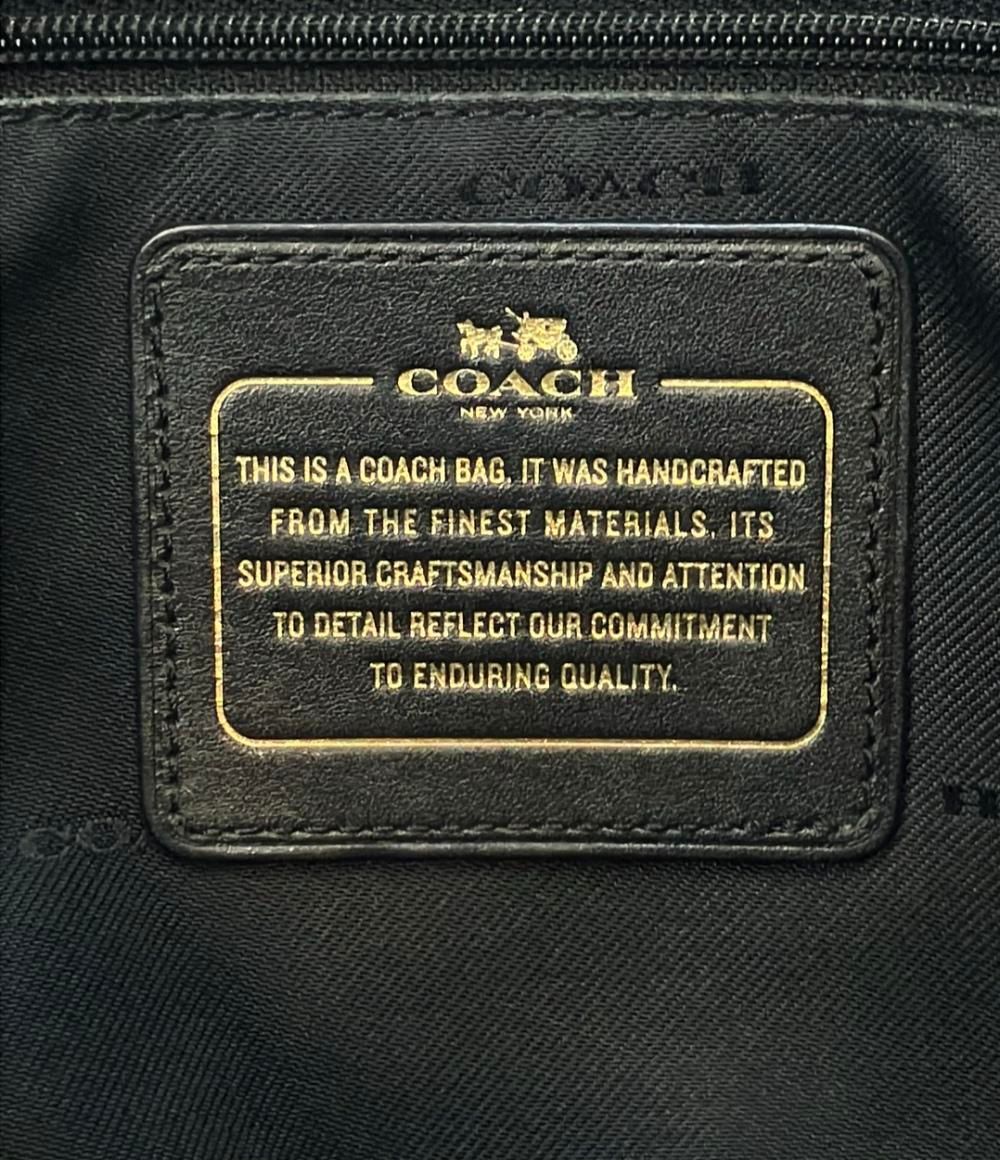 COACH
COACH
NEW YORK
THIS IS A COACH BAG. IT WAS HANDCRAFTED
FROM THE FINEST MATERIALS. ITS
SUPERIOR CRAFTSMANSHIP AND ATTENTION
TO DETAIL REFLECT OUR COMMITMENT
TO ENDURING QUALITY.